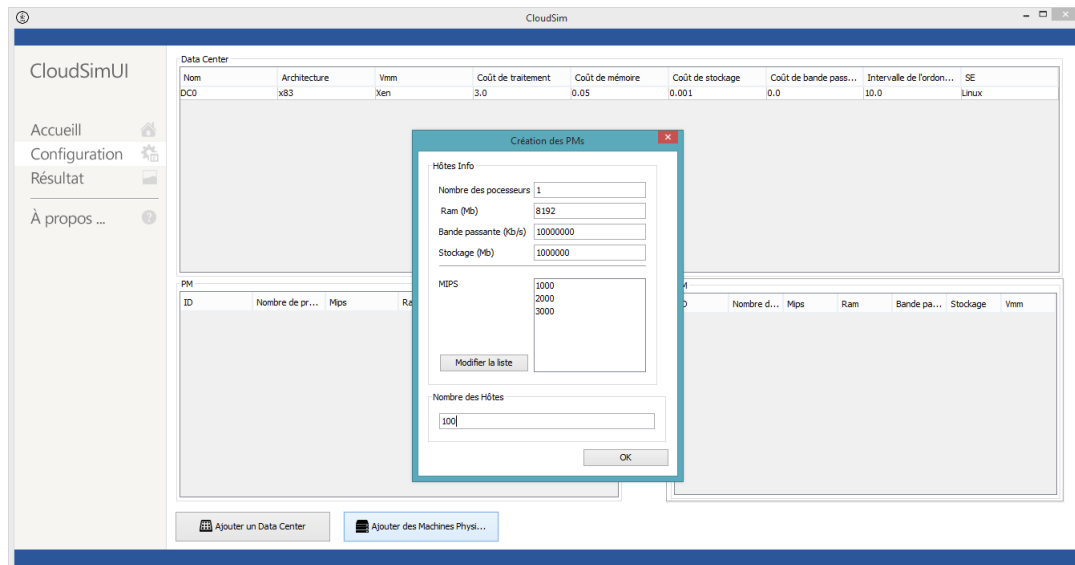 CloudSim
CloudSimUI
Accueill
Configuration
Résultat
À propos ...
Data Center
Nom Architecture Vmm Coût de traitement Coût de mémoire Coût de stockage Coût de bande pass... Intervalle de l'ordon... SE
DC0 x83 Xen 3.0 0.05 0.001 0.0 10.0 Linux
Création des PMs
Hôtes Info
Nombre des pocesseurs 1
Ram (Mb) 8192
Bande passante (Kb/s) 10000000
Stockage (Mb) 1000000
MIPS 1000
2000
3000
Modifier la liste
Nombre des Hôtes
100
OK
PM
ID Nombre de pr... Mips
Nombre d... Mips Ram Bande pa... Stockage Vmm
Ajouter un Data Center
Ajouter des Machines Physi...